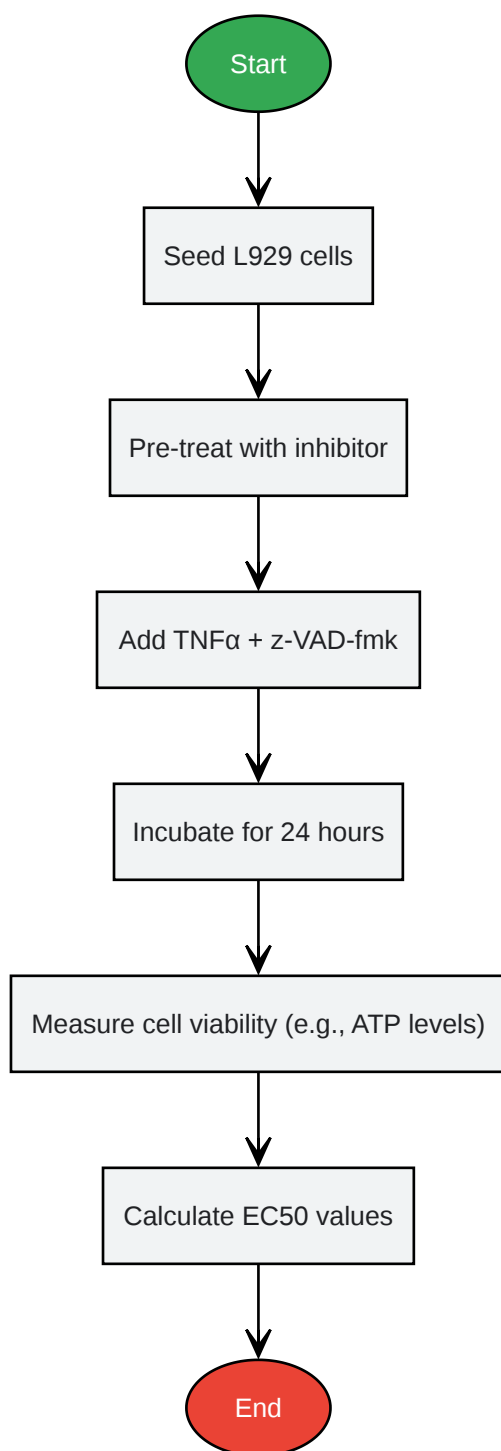 Start
Seed L929 cells
Pre-treat with inhibitor
Add TNFα + z-VAD-fmk
Incubate for 24 hours
Measure cell viability (e.g., ATP levels)
Calculate EC50 values
End